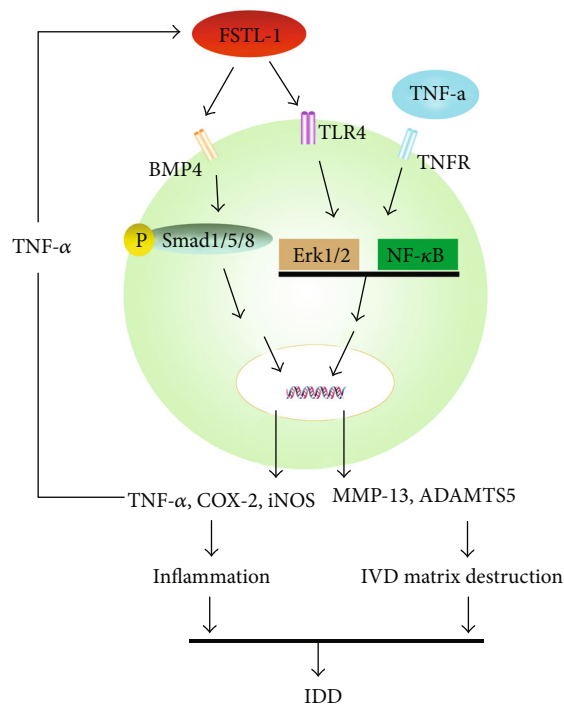 FSTL-1
TNF-a
TLR4
BMP4
TNFR
TNF-α
P
Smad1/5/8
Erk1/2
NF-κB
TNF-α, COX-2, iNOS
MMP-13, ADAMTS5
Inflammation
IVD matrix destruction
IDD